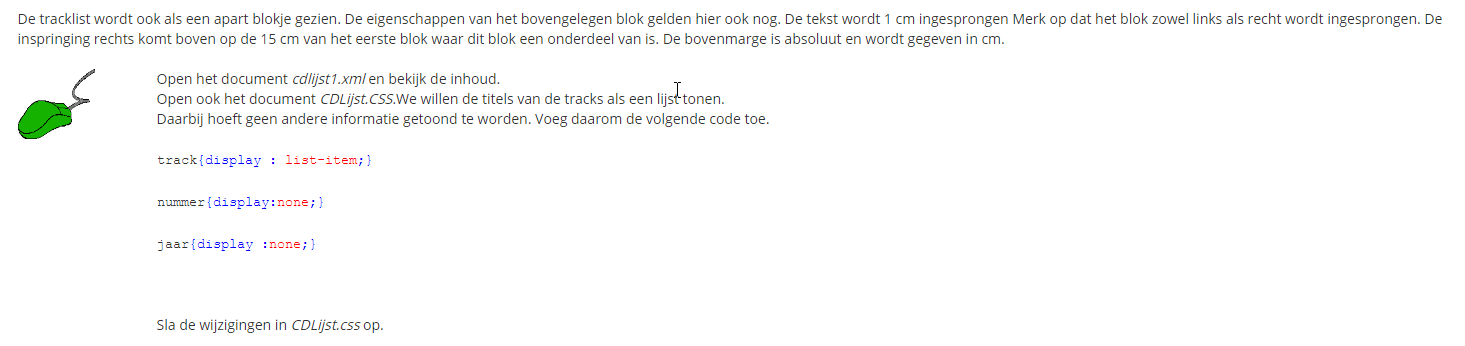 De tracklist wordt ook als een apart blokje gezien. De eigenschappen van het bovengelegen blok gelden hier ook nog. De tekst wordt 1 cm ingesprongen Merk op dat het blok zowel links als recht wordt ingesprongen. De
inspringing rechts komt boven op de 15 cm van het eerste blok waar dit blok een onderdeel van is. De bovenmarge is absoluut en wordt gegeven in cm.
Open het document cdlijst1.xml en bekijk de inhoud.
Open ook het document CDLijst.CSS.We willen de titels van de tracks als een lijst tonen.
Daarbij hoeft geen andere informatie getoond te worden. Voeg daarom de volgende code toe.
track{display : list-item;}
nummer{display:none;}
jaar{display :none;}
Sla de wijzigingen in CDLijst.css op.